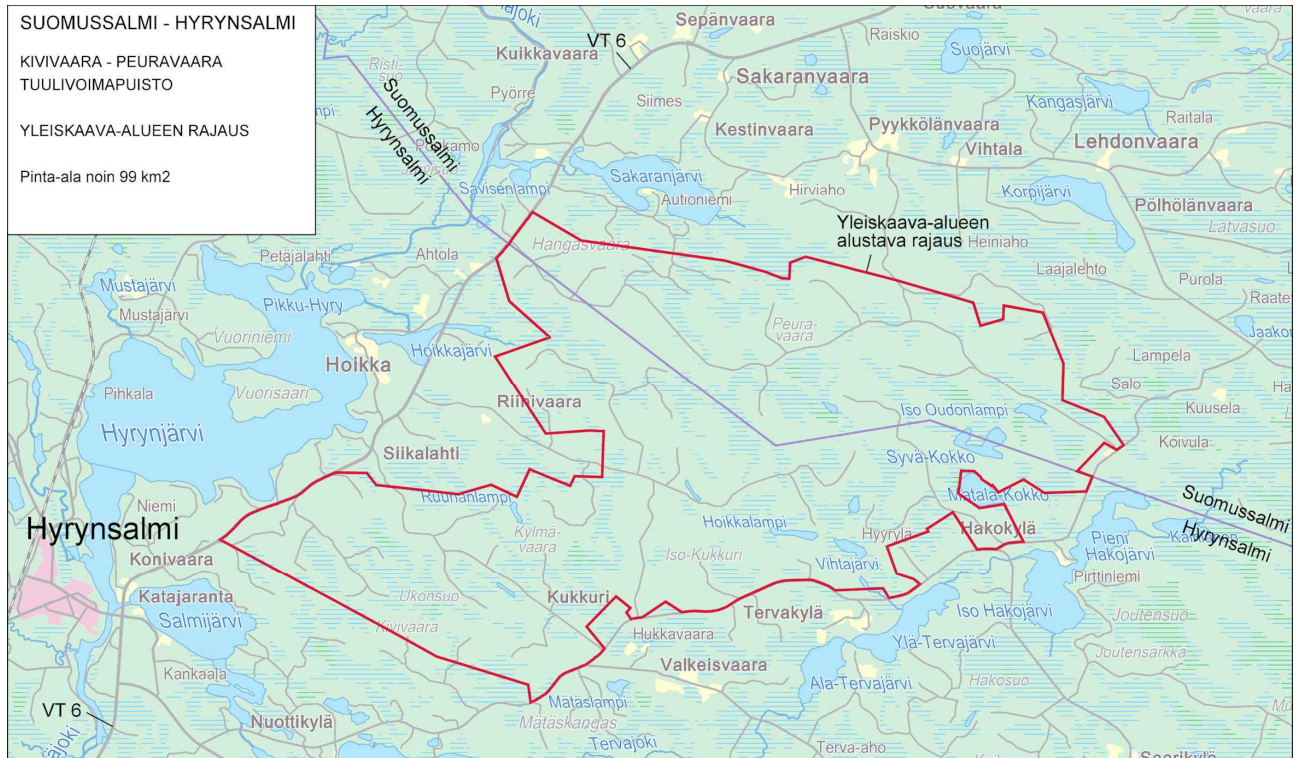 SUOMUSSALMI - HYRYNSALMI
KIVIVAARA - PEURAVAARA
TUULIVOIMAPUISTO
YLEISKAAVA-ALUEEN RAJAUS
Pinta-ala noin 99 km2
Sepänvaara
Raiskio
VT 6
Kuikkavaara
Suojärvi
Risti-
suo
Sakaranvaara
Pyörre
Siimes
Kangasjärvi
Raitala
Suomussalmi
Hyrynsalmi
Kestinvaara
Pyykkölänvaara
Vihtala
Lehdonvaara
Savisenlampi
Sakaranjärvi
Hirviaho
Korpijärvi
Autioniemi
Pölhölänvaara
Latvasuo
Yleiskaava-alueen
alustava rajaus
Hangasvaara
Heiniaho
Petäjälahti
Ahtola
Laajalehto
Purola
Mustajärvi
Pikku-Hyry
Mustajärvi
Vuoriniemi
Peura-
vaara
Hoikkajärvi
Hoikka
Lampela
Salo
Pihkala
Vuorisaari
Riinivaara
Iso Oudonlampi
Kuusela
Hyrynjärvi
Koivula
Siikalahti
Syvä-Kokko
Ruunanlampi
Matala-Kokko
Suomussalmi
Hyrynsalmi
Niemi
Hoikkalampi
Hyyrylä
Hakokylä
Hyrynsalmi
Kylmä-
vaara
Pieni
Hakojärvi
Konivaara
Iso-Kukkuri
Vihtajärvi
Pirttiniemi
Katajaranta
Ukonsuo
Kukkuri
Tervakylä
Iso Hakojärvi
Salmijärvi
Kivivaara
Joutensuo
Hukkavaara
Ylä-Tervajärvi
Joutensärkkä
Kankaala
Valkeisvaara
Ala-Tervajärvi
Hakosuo
Mätäslampi
VT 6
Nuottikylä
Mätäskangas
Tervajoki
Terva-aho
Saarikylä